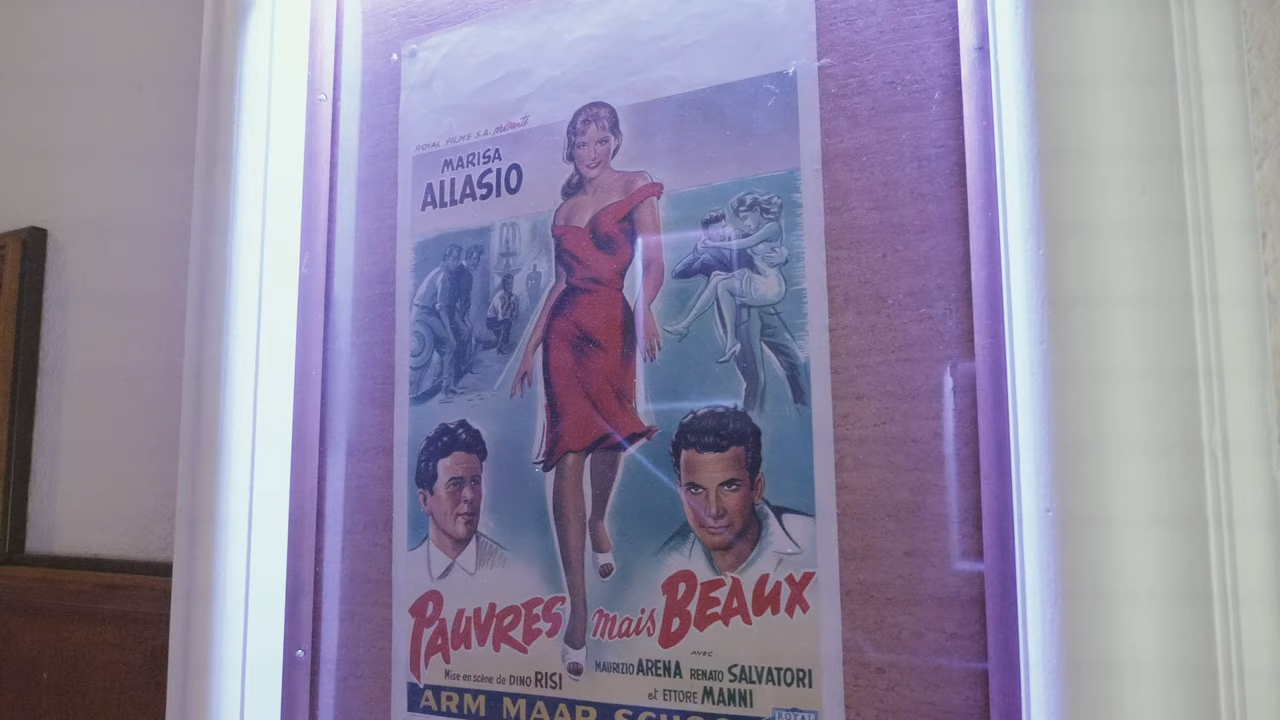 ROYAL FILMS S.A. présente
MARISA
ALLASIO
PAUVRES mais BEAUX
AVEC
Mise en scène de DINO RISI
MAURIZIO ARENA RENATO SALVATORI
et ETTORE MANNI
ARM MAAR
ROYAL